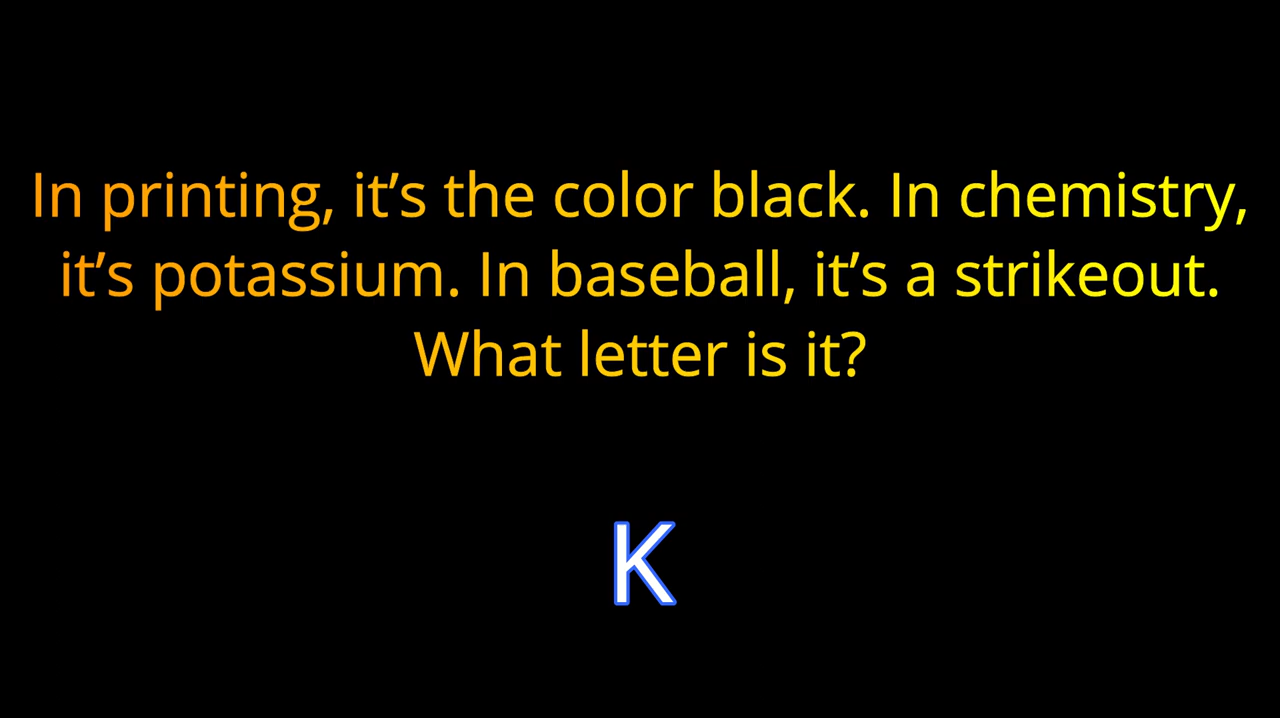 In printing, it’s the color black. In chemistry,
it’s potassium. In baseball, it’s a strikeout.
What letter is it?
K